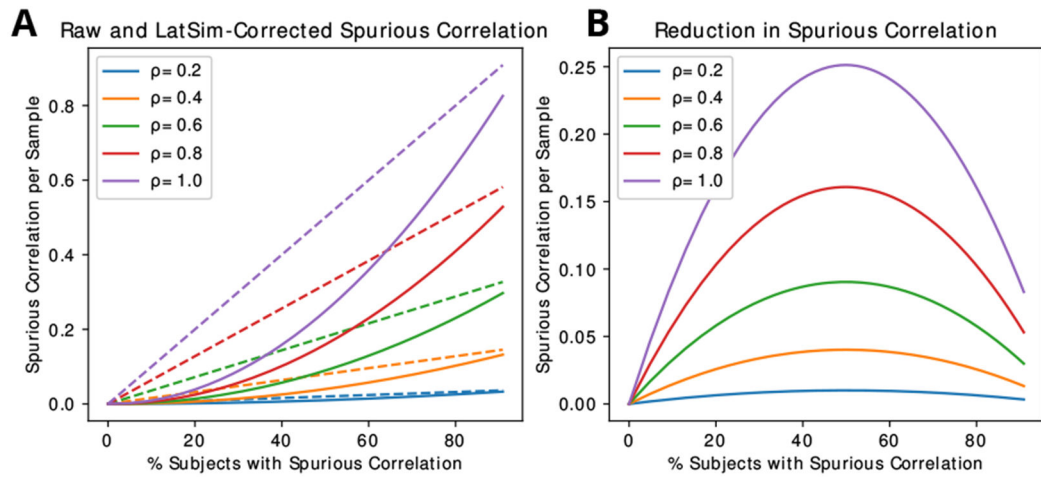 A
Raw and LatSim-Corrected Spurious Correlation
Spurious Correlation per Sample
0.8
0.6
0.4
0.2
0.0
ρ= 0.2
ρ= 0.4
ρ= 0.6
ρ= 0.8
ρ= 1.0
0 20 40 60 80
% Subjects with Spurious Correlation
B
Reduction in Spurious Correlation
Spurious Correlation per Sample
0.25
0.20
0.15
0.10
0.05
0.00
ρ= 0.2
ρ= 0.4
ρ= 0.6
ρ= 0.8
ρ= 1.0
0 20 40 60 80
% Subjects with Spurious Correlation